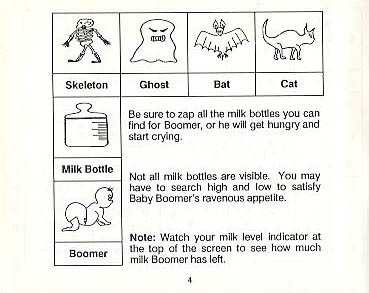 Skeleton Ghost Bat Cat
Be sure to zap all the milk bottles you can
find for Boomer, or he will get hungry and
start crying.
Milk Bottle
Not all milk bottles are visible. You may
have to search high and low to satisfy
Baby Boomer's ravenous appetite.
Boomer
Note: Watch your milk level indicator at
the top of the screen to see how much
milk Boomer has left.
4